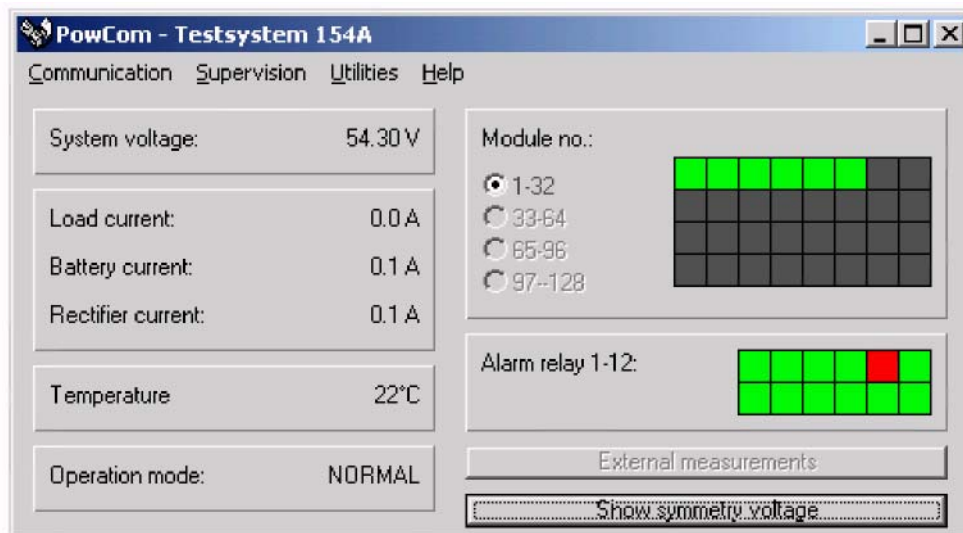 PowCom - Testsystem 154A
Communication Supervision Utilities Help
System voltage: 54.30 V
Load current: 0.0 A
Battery current: 0.1 A
Rectifier current: 0.1 A
Temperature 22°C
Operation mode: NORMAL
Module no.:
1-32
33-64
65-96
97--128
Alarm relay 1-12:
External measurements
Show symmetry voltage